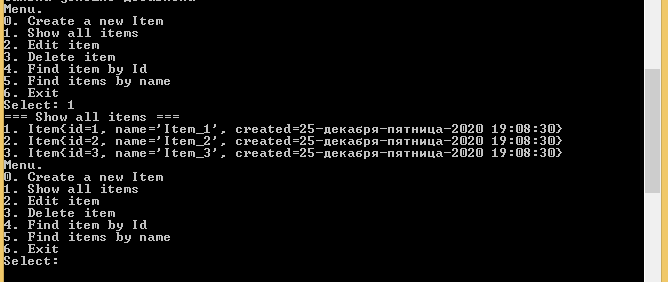 Menu.
0. Create a new Item
1. Show all items
2. Edit item
3. Delete item
4. Find item by Id
5. Find items by name
6. Exit
Select: 1
=== Show all items ===
1. Item{id=1, name='Item_1', created=25-декабря-пятница-2020 19:08:30}
2. Item{id=2, name='Item_2', created=25-декабря-пятница-2020 19:08:30}
3. Item{id=3, name='Item_3', created=25-декабря-пятница-2020 19:08:30}
Menu.
0. Create a new Item
1. Show all items
2. Edit item
3. Delete item
4. Find item by Id
5. Find items by name
6. Exit
Select: